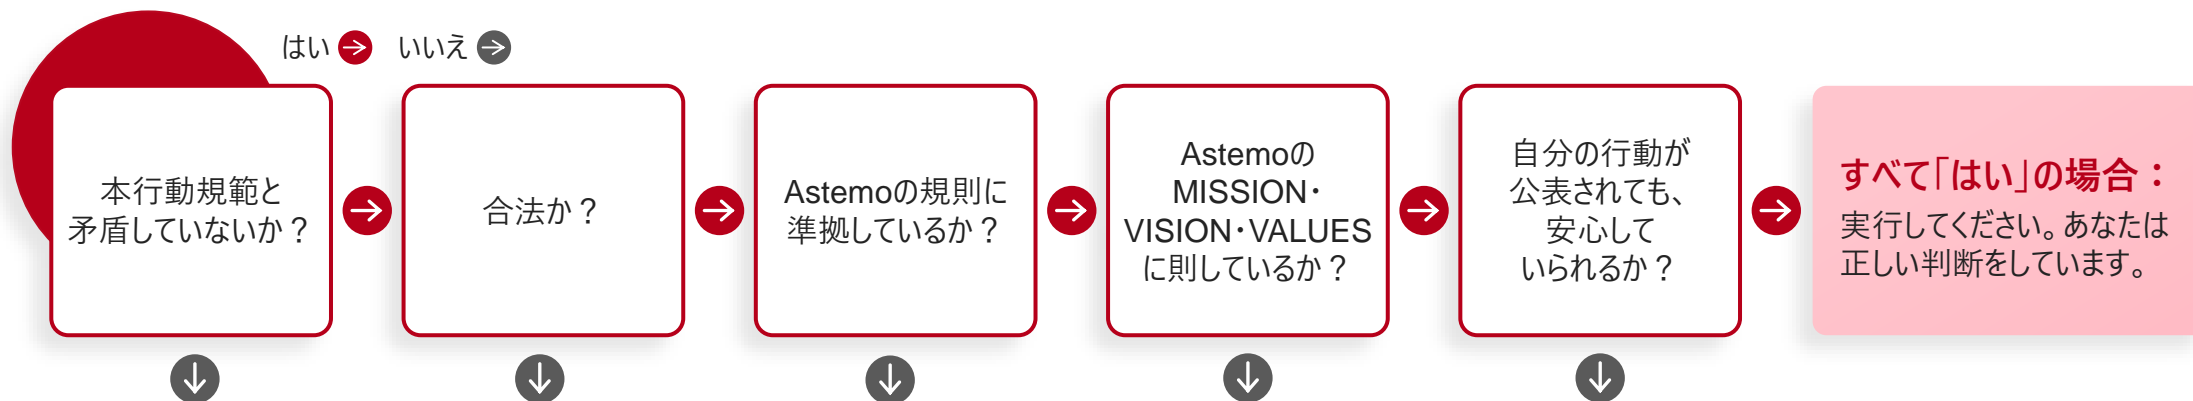 はい いいえ
本行動規範と
矛盾していないか？
合法か？
Astemoの規則に
準拠しているか？
Astemoの
MISSION・
VISION・VALUES
に則しているか？
自分の行動が
公表されても、
安心して
いられるか？
すべて「はい」の場合：
実行してください。あなたは
正しい判断をしています。